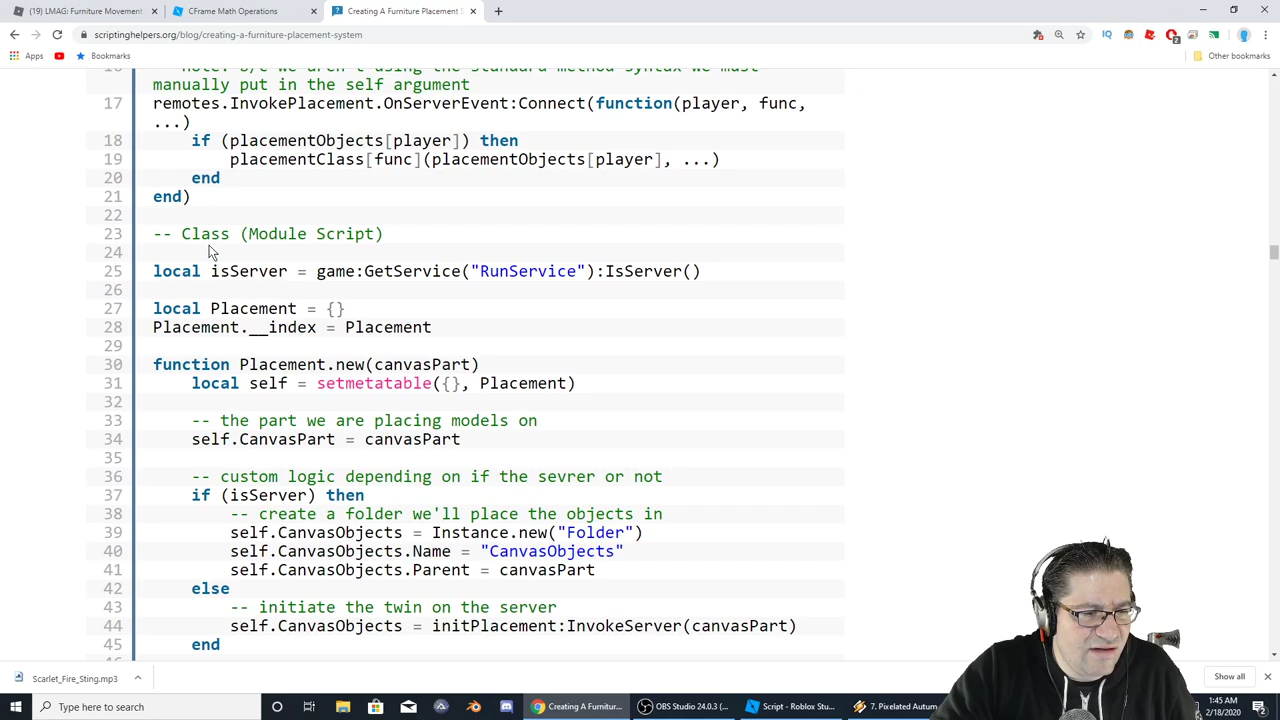 (19) LMAG: Furniture Movement
CFrame Math Operations
Creating A Furniture Placement S
scriptinghelpers.org/blog/creating-a-furniture-placement-system
Apps
Bookmarks
Other bookmarks
manually put in the self argument
17 remotes.InvokePlacement.OnServerEvent:Connect(function(player, func,
...)
18 if (placementObjects[player]) then
19 placementClass[func](placementObjects[player], ...)
20 end
21 end)
22
23 -- Class (Module Script)
24
25 local isServer = game:GetService("RunService"):IsServer()
26
27 local Placement = {}
28 Placement.__index = Placement
29
30 function Placement.new(canvasPart)
31 local self = setmetatable({}, Placement)
32
33 -- the part we are placing models on
34 self.CanvasPart = canvasPart
35
36 -- custom logic depending on if the sevrer or not
37 if (isServer) then
38 -- create a folder we'll place the objects in
39 self.CanvasObjects = Instance.new("Folder")
40 self.CanvasObjects.Name = "CanvasObjects"
41 self.CanvasObjects.Parent = canvasPart
42 else
43 -- initiate the twin on the server
44 self.CanvasObjects = initPlacement:InvokeServer(canvasPart)
45 end
Scarlet_Fire_Sting.mp3
Show all
Type here to search
Creating A Furnitur...
OBS Studio 24.0.3 (...
Script - Roblox Stu...
7. Pixelated Autum...
1:45 AM
2/18/2020